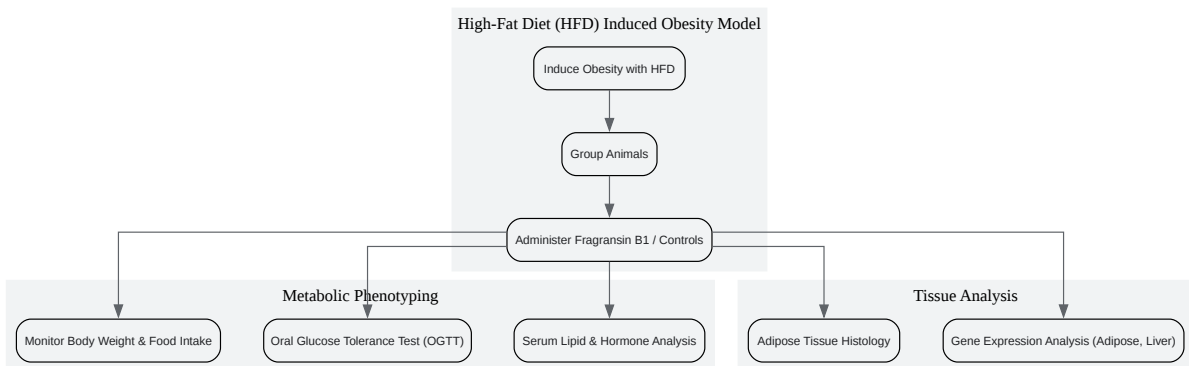 High-Fat Diet (HFD) Induced Obesity Model
Induce Obesity with HFD
Group Animals
Administer Fragransin B1 / Controls
Metabolic Phenotyping
Tissue Analysis
Monitor Body Weight & Food Intake
Oral Glucose Tolerance Test (OGTT)
Serum Lipid & Hormone Analysis
Adipose Tissue Histology
Gene Expression Analysis (Adipose, Liver)